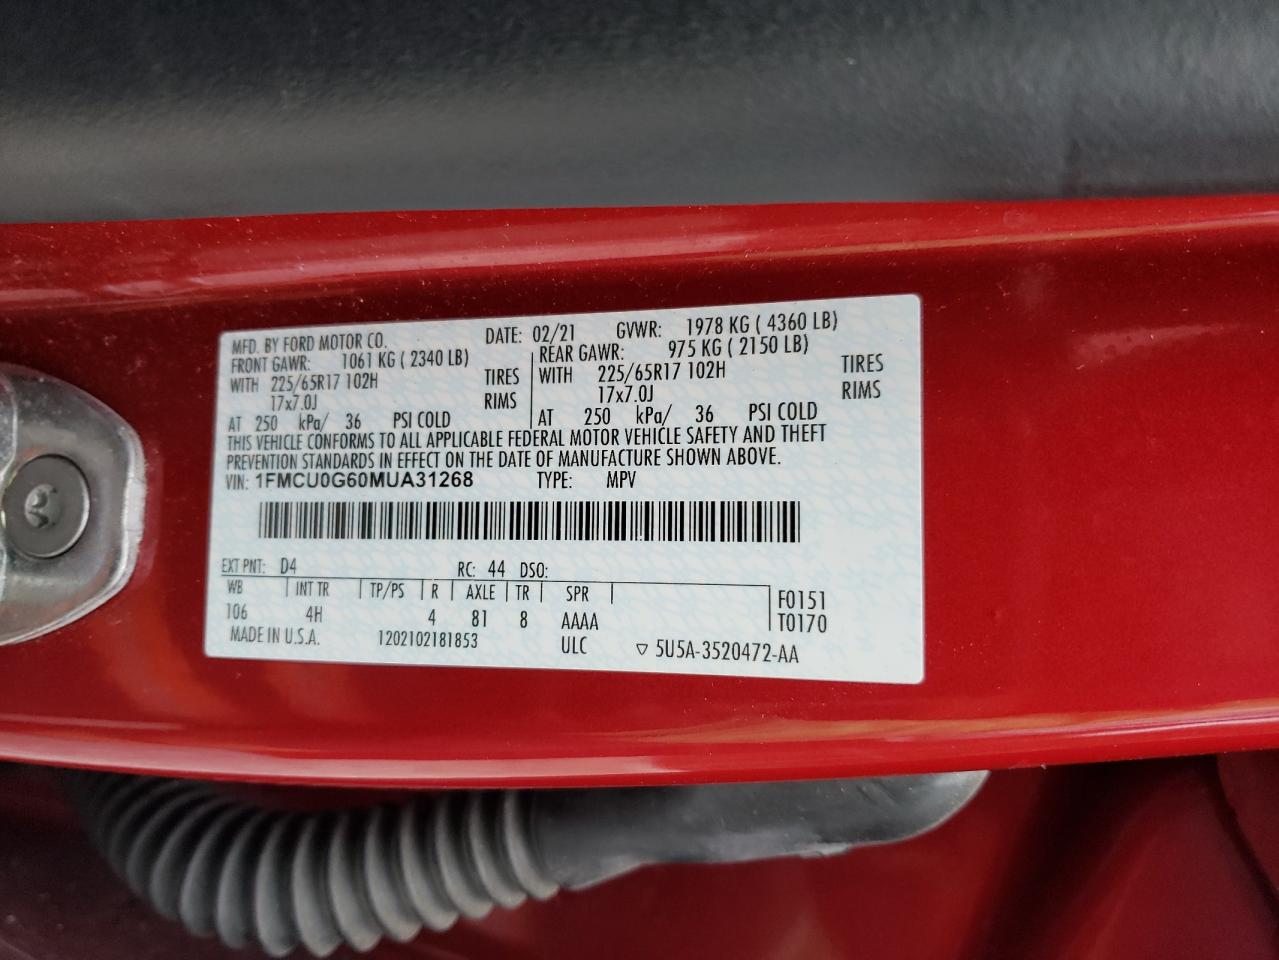 MFD. BY FORD MOTOR CO. DATE: 02/21 GVWR: 1978 KG ( 4360 LB)
FRONT GAWR: 1061 KG ( 2340 LB) REAR GAWR: 975 KG ( 2150 LB)
WITH 225/65R17 102H TIRES WITH 225/65R17 102H TIRES
17x7.0J RIMS 17x7.0J RIMS
AT 250 kPa/ 36 PSI COLD AT 250 kPa/ 36 PSI COLD
THIS VEHICLE CONFORMS TO ALL APPLICABLE FEDERAL MOTOR VEHICLE SAFETY AND THEFT
PREVENTION STANDARDS IN EFFECT ON THE DATE OF MANUFACTURE SHOWN ABOVE.
VIN: 1FMCU0G60MUA31268 TYPE: MPV
EXT PNT: D4 RC: 44 DSO:
WB INT TR TP/PS R AXLE TR SPR F0151
106 4H 4 81 8 AAAA T0170
MADE IN U.S.A. 1202102181853 ULC ▽ 5U5A-3520472-AA